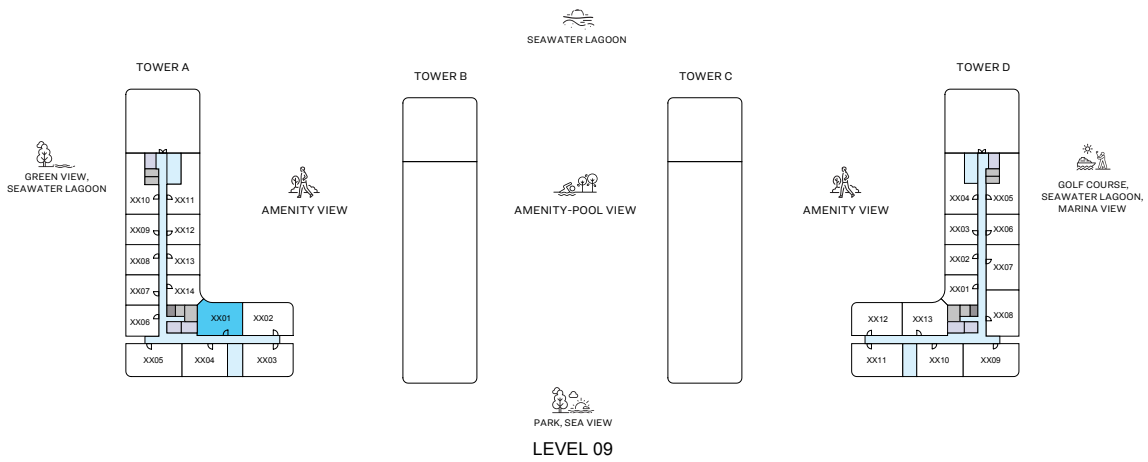 SEAWATER LAGOON
TOWER A
TOWER B
TOWER C
TOWER D
GREEN VIEW,
SEAWATER LAGOON
AMENITY VIEW
AMENITY-POOL VIEW
AMENITY VIEW
GOLF COURSE,
SEAWATER LAGOON,
MARINA VIEW
XX10
XX11
XX09
XX12
XX08
XX13
XX07
XX14
XX06
XX01
XX02
XX05
XX04
XX03
XX04
XX05
XX03
XX06
XX02
XX07
XX01
XX08
XX12
XX13
XX11
XX10
XX09
PARK, SEA VIEW
LEVEL 09